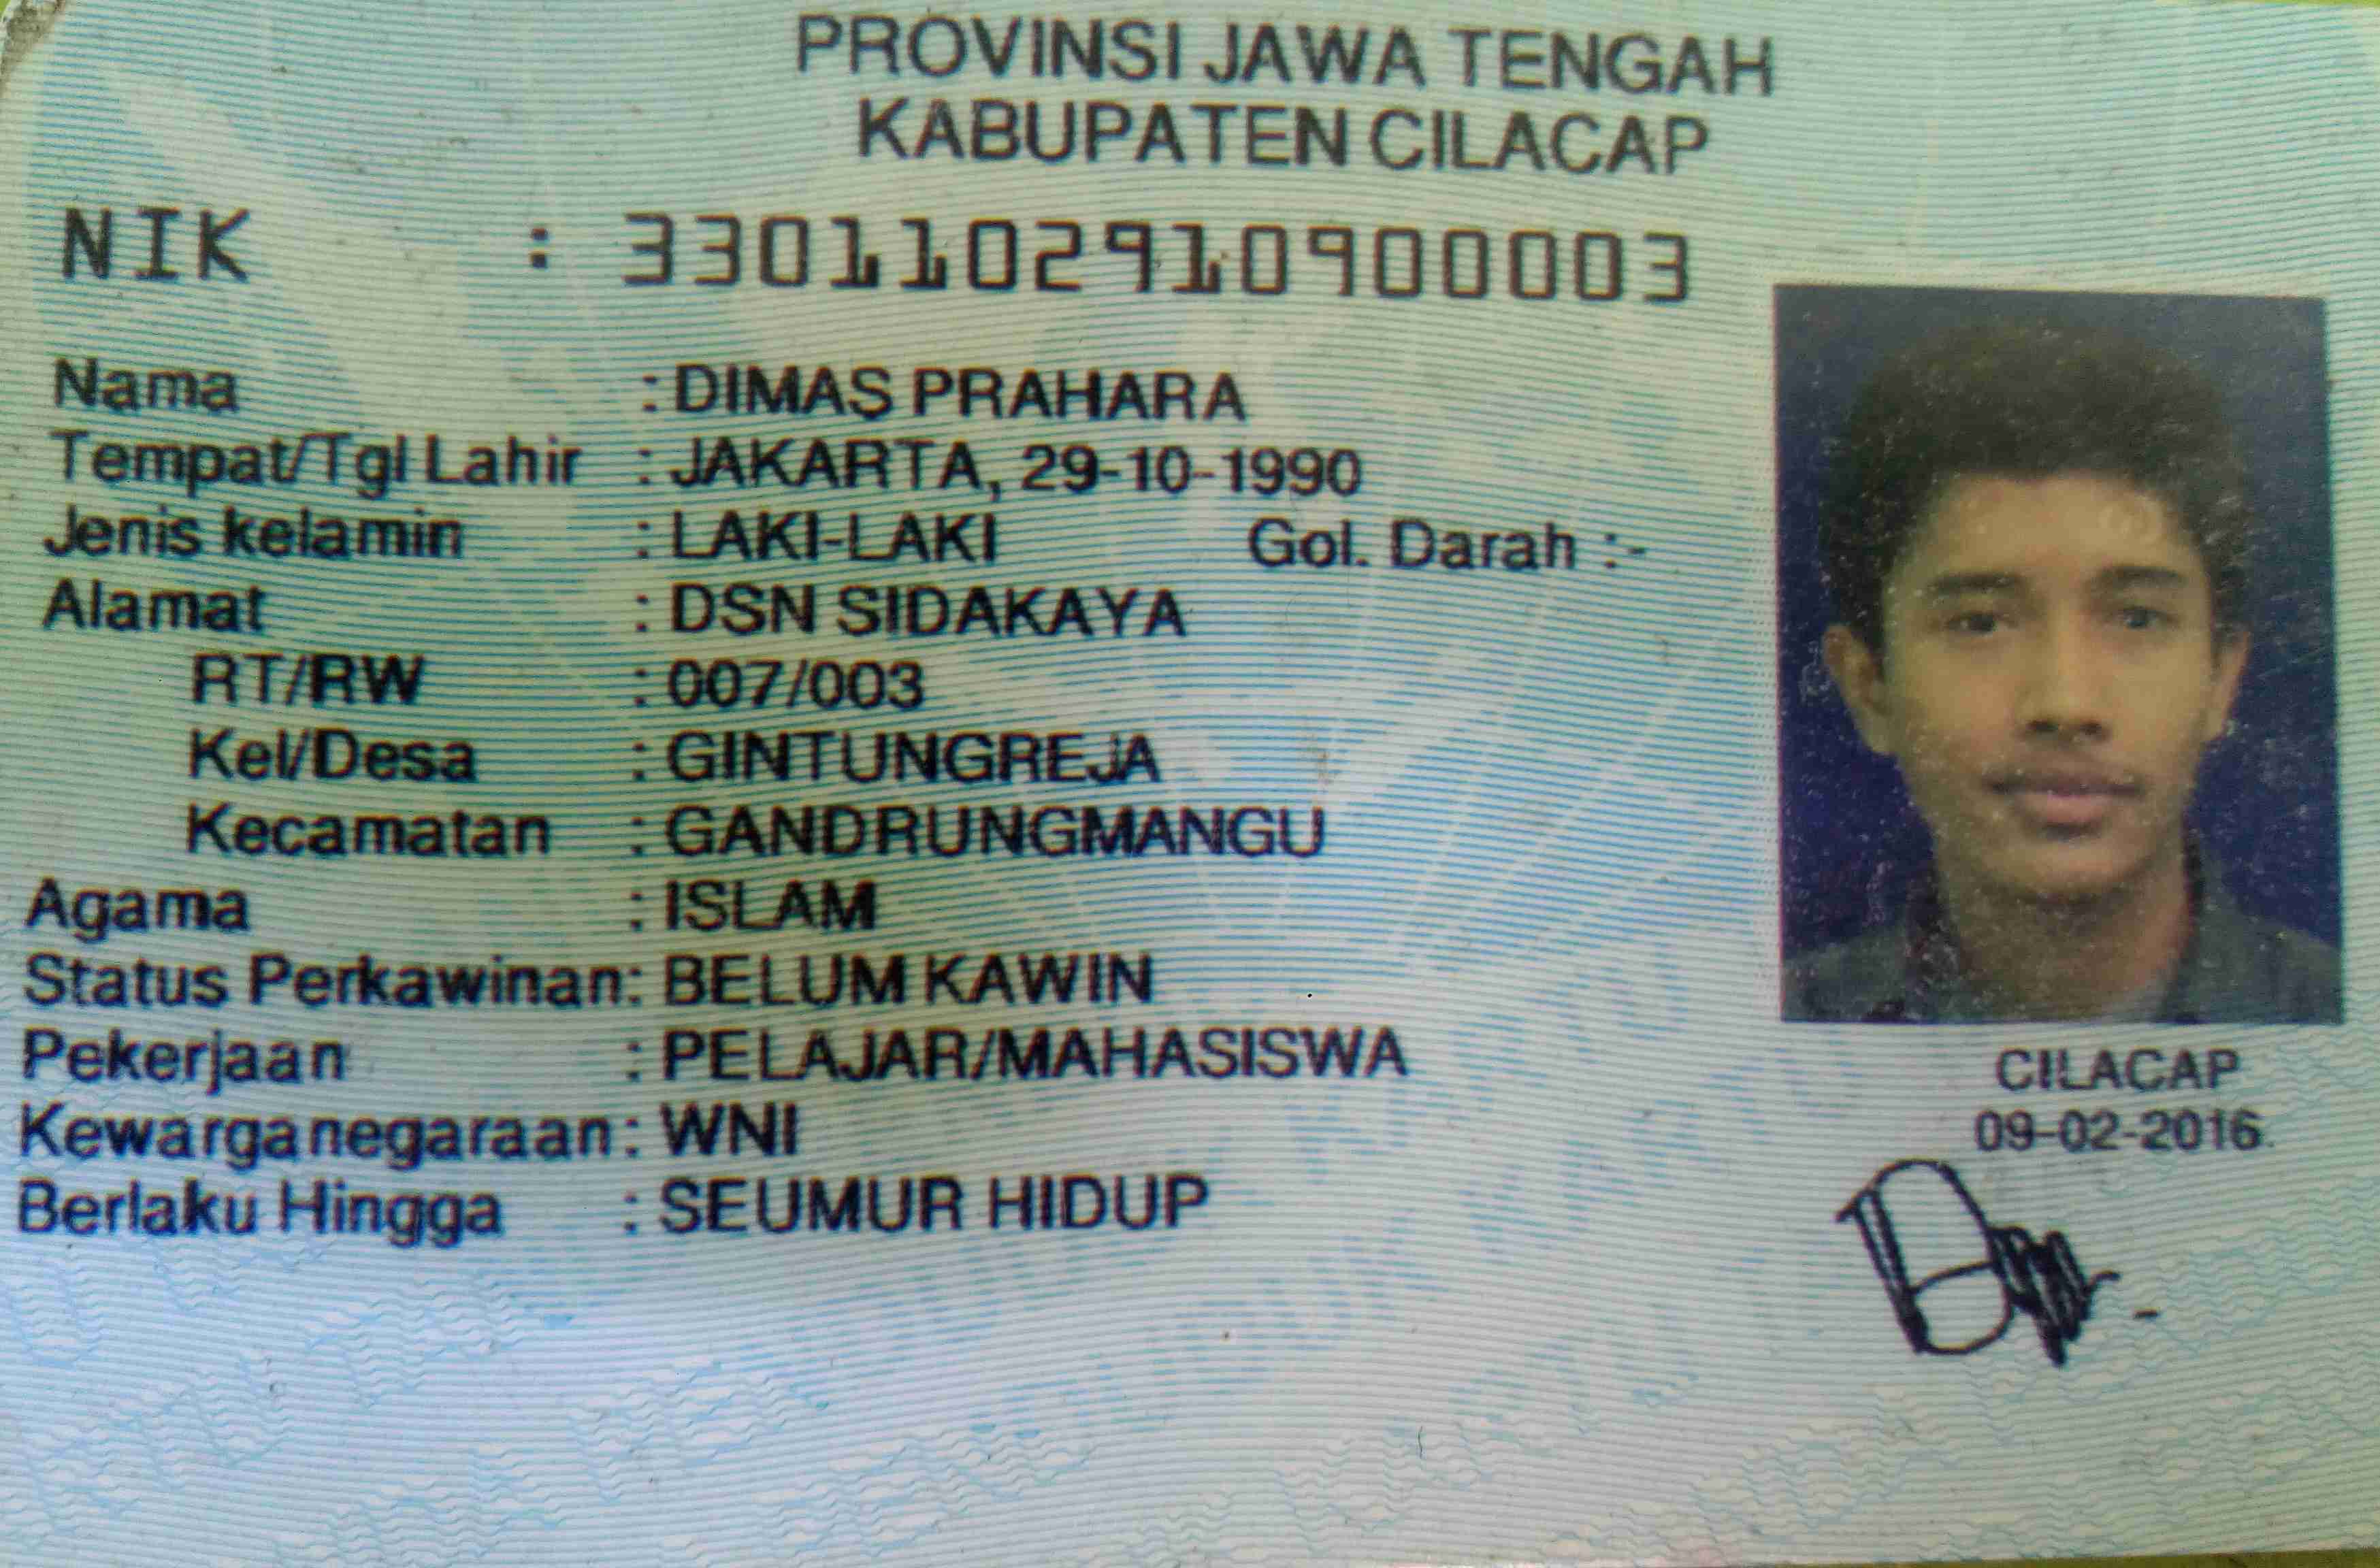 PROVINSI JAWA TENGAH
KABUPATEN CILACAP
NIK : 3301102910900003
Nama : DIMAS PRAHARA
Tempat/Tgl Lahir : JAKARTA, 29-10-1990
Jenis kelamin : LAKI-LAKI Gol. Darah :-
Alamat : DSN SIDAKAYA
RT/RW : 007/003
Kel/Desa : GINTUNGREJA
Kecamatan : GANDRUNGMANGU
Agama : ISLAM
Status Perkawinan: BELUM KAWIN
Pekerjaan : PELAJAR/MAHASISWA
Kewarganegaraan: WNI
Berlaku Hingga : SEUMUR HIDUP
CILACAP
09-02-2016